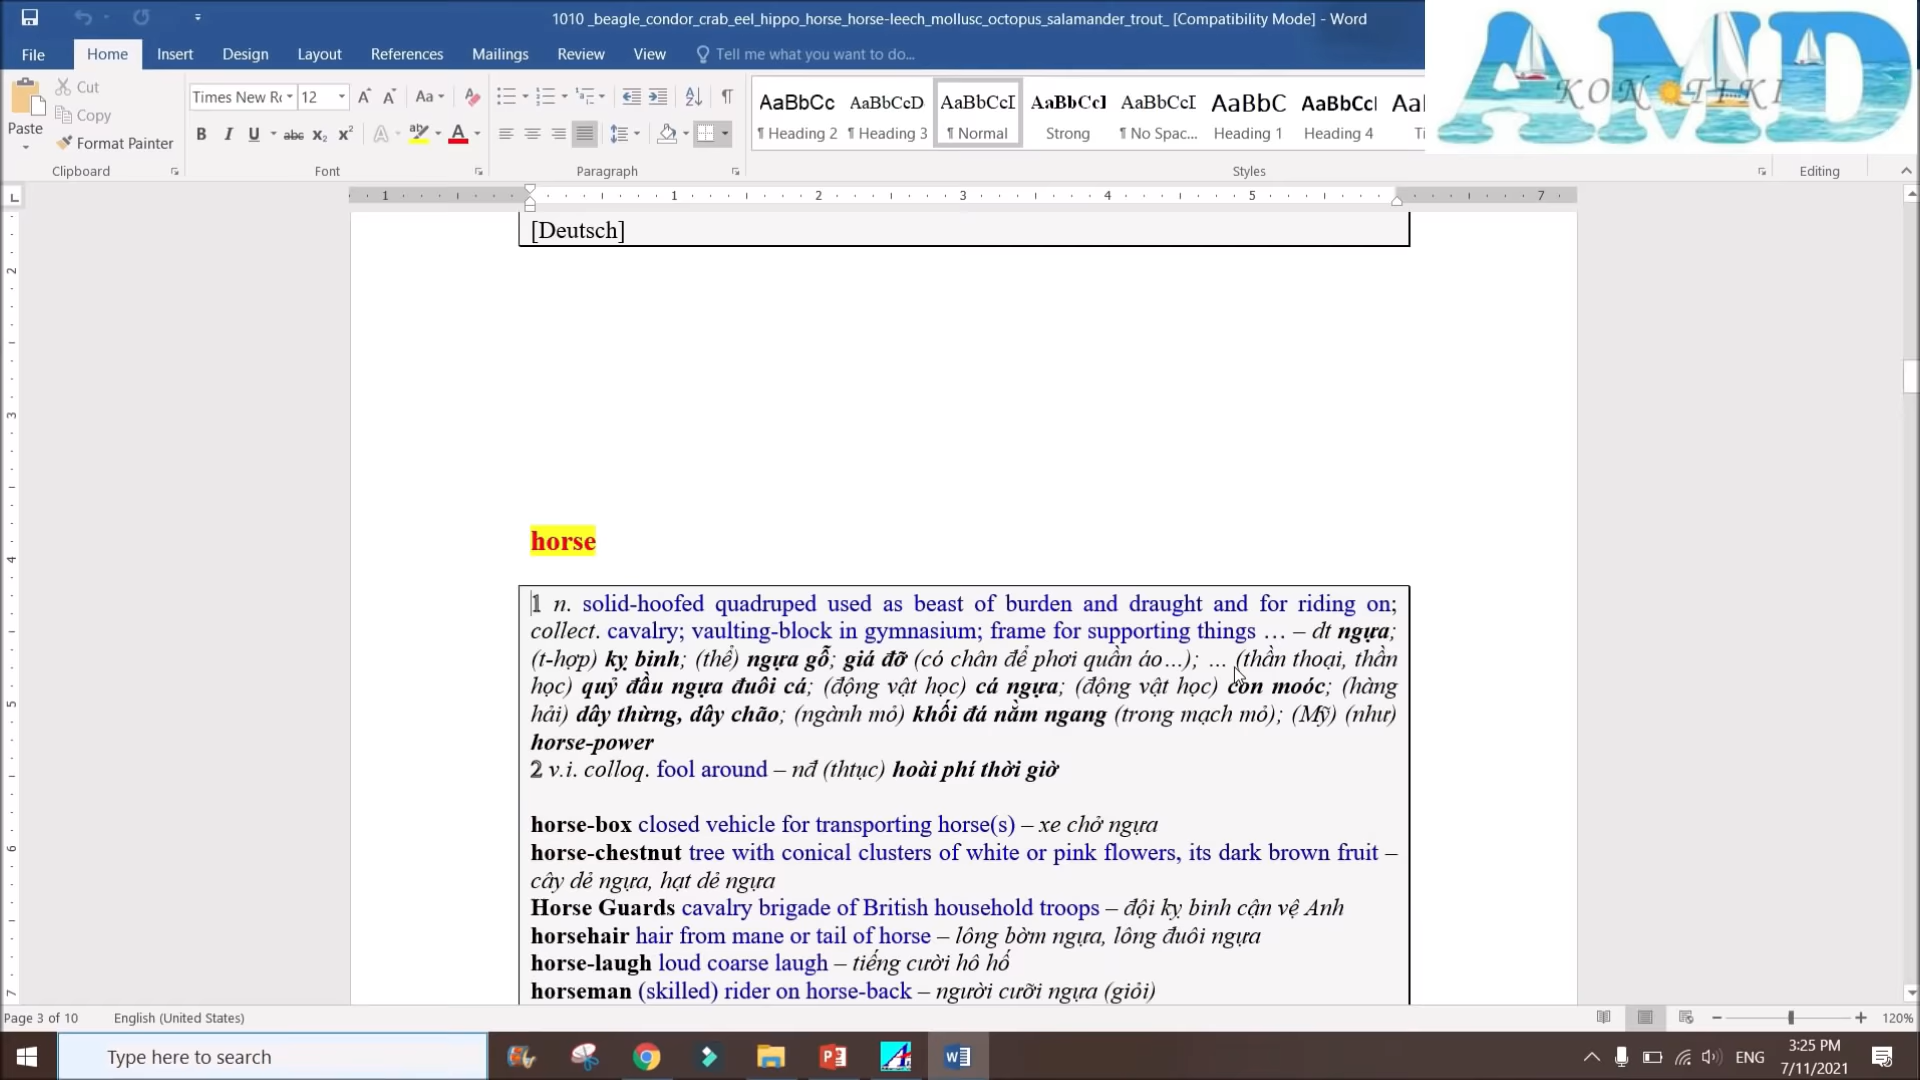 1010 _beagle_condor_crab_eel_hippo_horse_horse-leech_mollusc_octopus_salamander_trout_ [Compatibility Mode] - Word
File Home Insert Design Layout References Mailings Review View Tell me what you want to do...
AMD
KON TIKI
Cut
Copy
Format Painter
Paste
Times New R 12
AaBbCc AaBbCcD AaBbCcI AaBbCcI AaBbCcI AaBbC AaBbCcI Aa
¶ Heading 2 ¶ Heading 3 ¶ Normal Strong ¶ No Spac... Heading 1 Heading 4
Clipboard Font Paragraph Styles Editing
1 1 2 3 4 5 7
[Deutsch]
horse
1 n. solid-hoofed quadruped used as beast of burden and draught and for riding on;
collect. cavalry; vaulting-block in gymnasium; frame for supporting things … – dt ngựa;
(t-hợp) kỵ binh; (thể) ngựa gỗ; giá đỡ (có chân để phơi quần áo…); … (thần thoại, thần
học) quỷ đầu ngựa đuôi cá; (động vật học) cá ngựa; (động vật học) con moóc; (hàng
hải) dây thừng, dây chão; (ngành mỏ) khối đá nằm ngang (trong mạch mỏ); (Mỹ) (như)
horse-power
2 v.i. colloq. fool around – nđ (thtục) hoài phí thời giờ
horse-box closed vehicle for transporting horse(s) – xe chở ngựa
horse-chestnut tree with conical clusters of white or pink flowers, its dark brown fruit –
cây dẻ ngựa, hạt dẻ ngựa
Horse Guards cavalry brigade of British household troops – đội kỵ binh cận vệ Anh
horsehair hair from mane or tail of horse – lông bờm ngựa, lông đuôi ngựa
horse-laugh loud coarse laugh – tiếng cười hô hố
horseman (skilled) rider on horse-back – người cưỡi ngựa (giỏi)
Page 3 of 10 English (United States) 120%
Type here to search
ENG
3:25 PM
7/11/2021